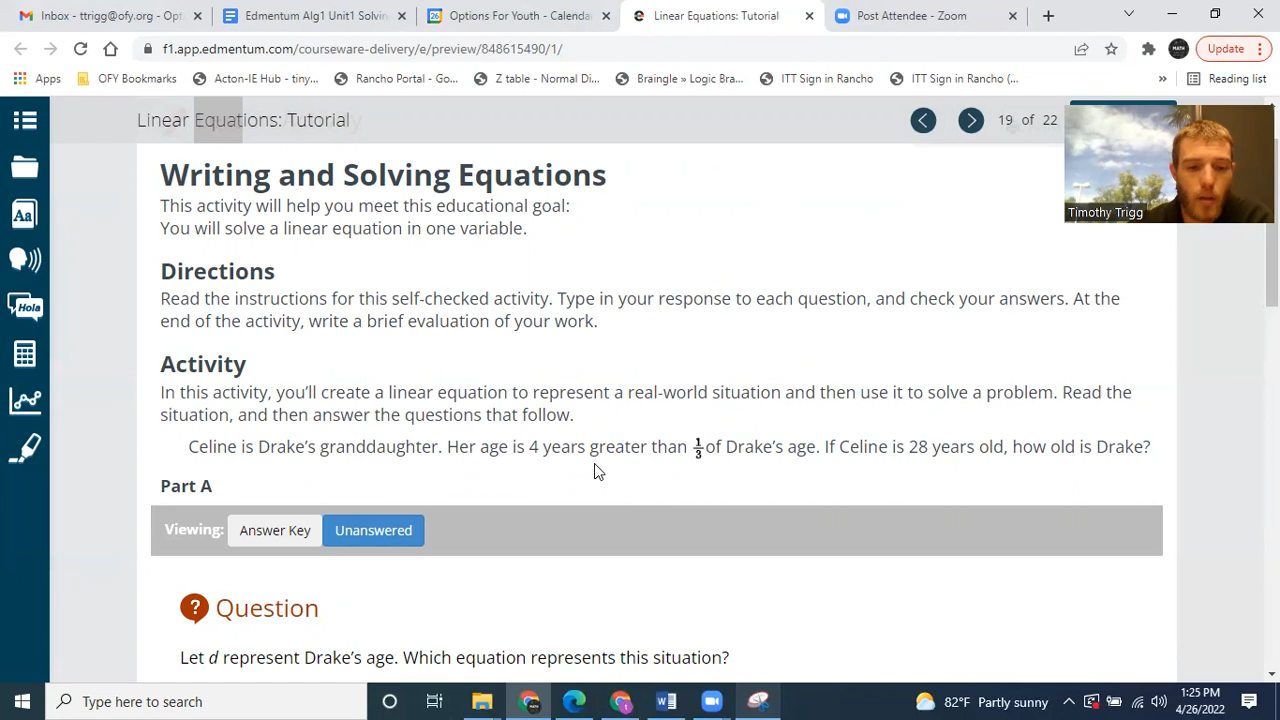 Inbox - ttrigg@ofy.org - Opt
Edmentum Alg1 Unit1 Solvin
Options For Youth - Calenda
Linear Equations: Tutorial
Post Attendee - Zoom
f1.app.edmentum.com/courseware-delivery/e/preview/848615490/1/
Update
Apps
OFY Bookmarks
Acton-IE Hub - tiny...
Rancho Portal - Go...
Z table - Normal Di...
Braingle » Logic Bra...
ITT Sign in Rancho
ITT Sign in Rancho (...
»
Reading list
Linear Equations: Tutorial
19 of 22
Writing and Solving Equations
This activity will help you meet this educational goal:
You will solve a linear equation in one variable.
Timothy Trigg
Directions
Read the instructions for this self-checked activity. Type in your response to each question, and check your answers. At the
end of the activity, write a brief evaluation of your work.
Activity
In this activity, you’ll create a linear equation to represent a real-world situation and then use it to solve a problem. Read the
situation, and then answer the questions that follow.
Celine is Drake’s granddaughter. Her age is 4 years greater than 1/3 of Drake’s age. If Celine is 28 years old, how old is Drake?
Part A
Viewing: Answer Key Unanswered
? Question
Let d represent Drake’s age. Which equation represents this situation?
Aa
Hola
Type here to search
82°F Partly sunny
1:25 PM
4/26/2022